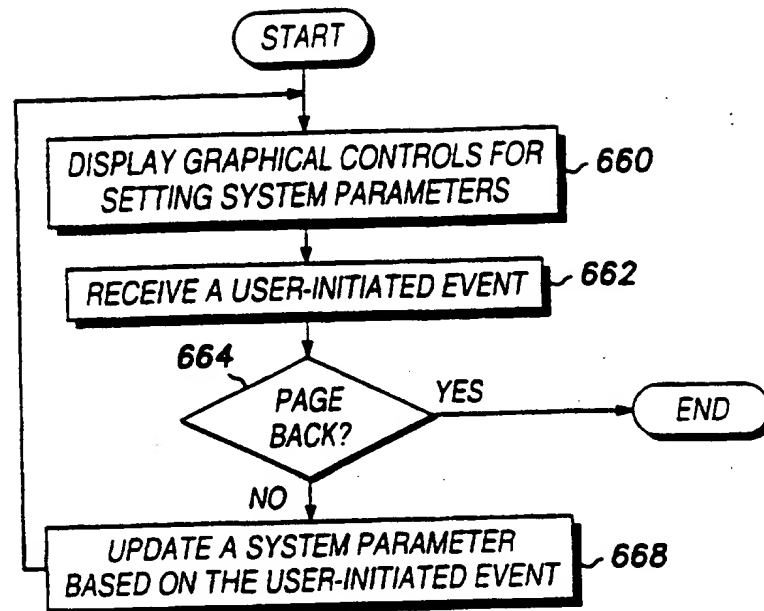 START
DISPLAY GRAPHICAL CONTROLS FOR
SETTING SYSTEM PARAMETERS
660
RECEIVE A USER-INITIATED EVENT
662
664
PAGE
BACK?
YES
END
NO
UPDATE A SYSTEM PARAMETER
BASED ON THE USER-INITIATED EVENT
668